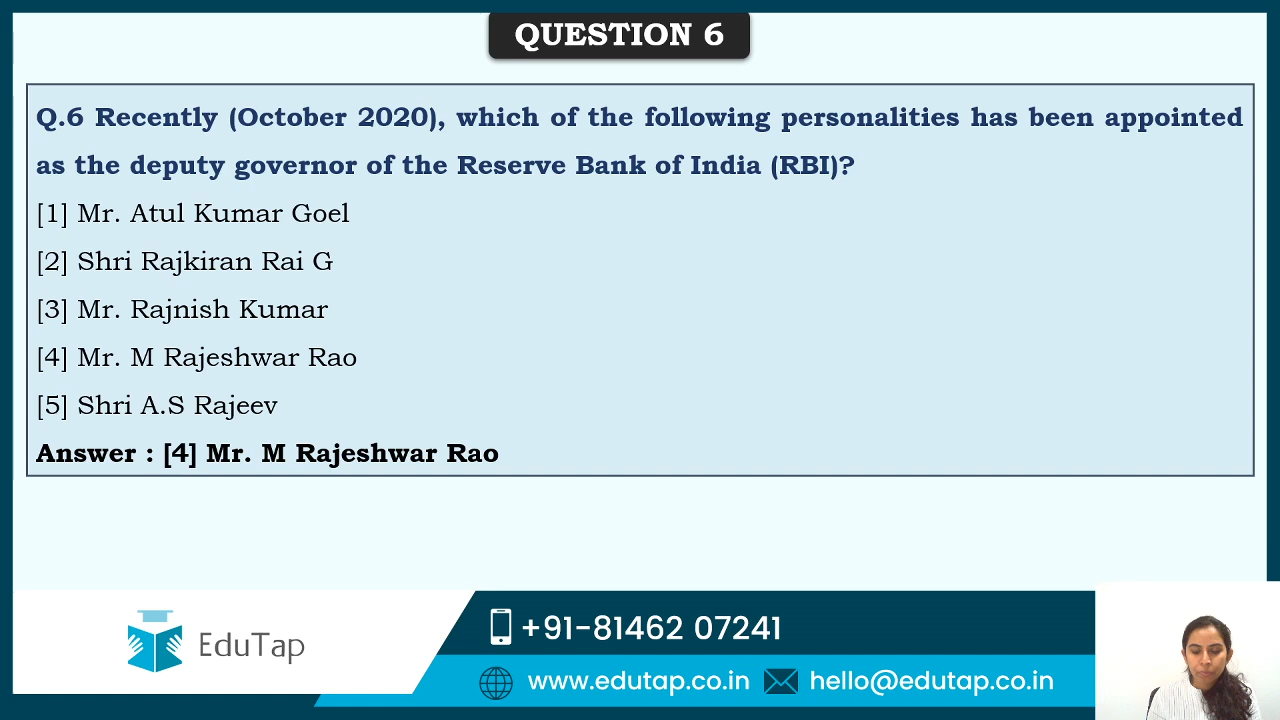 QUESTION 6
Q.6 Recently (October 2020), which of the following personalities has been appointed
as the deputy governor of the Reserve Bank of India (RBI)?
[1] Mr. Atul Kumar Goel
[2] Shri Rajkiran Rai G
[3] Mr. Rajnish Kumar
[4] Mr. M Rajeshwar Rao
[5] Shri A.S Rajeev
Answer : [4] Mr. M Rajeshwar Rao
EduTap
+91-81462 07241
www.edutap.co.in
hello@edutap.co.in